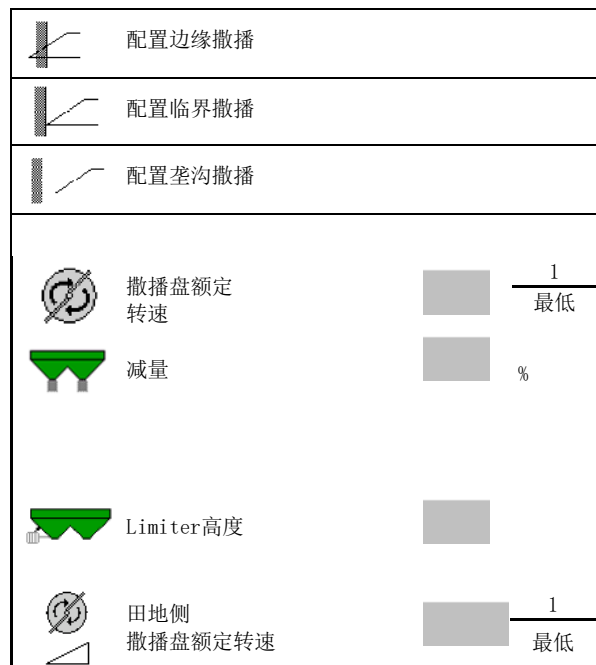 配置边缘撒播
配置临界撒播
配置垄沟撒播
撒播盘额定
转速
1
最低
减量
%
Limiter高度
田地侧
撒播盘额定转速
1
最低